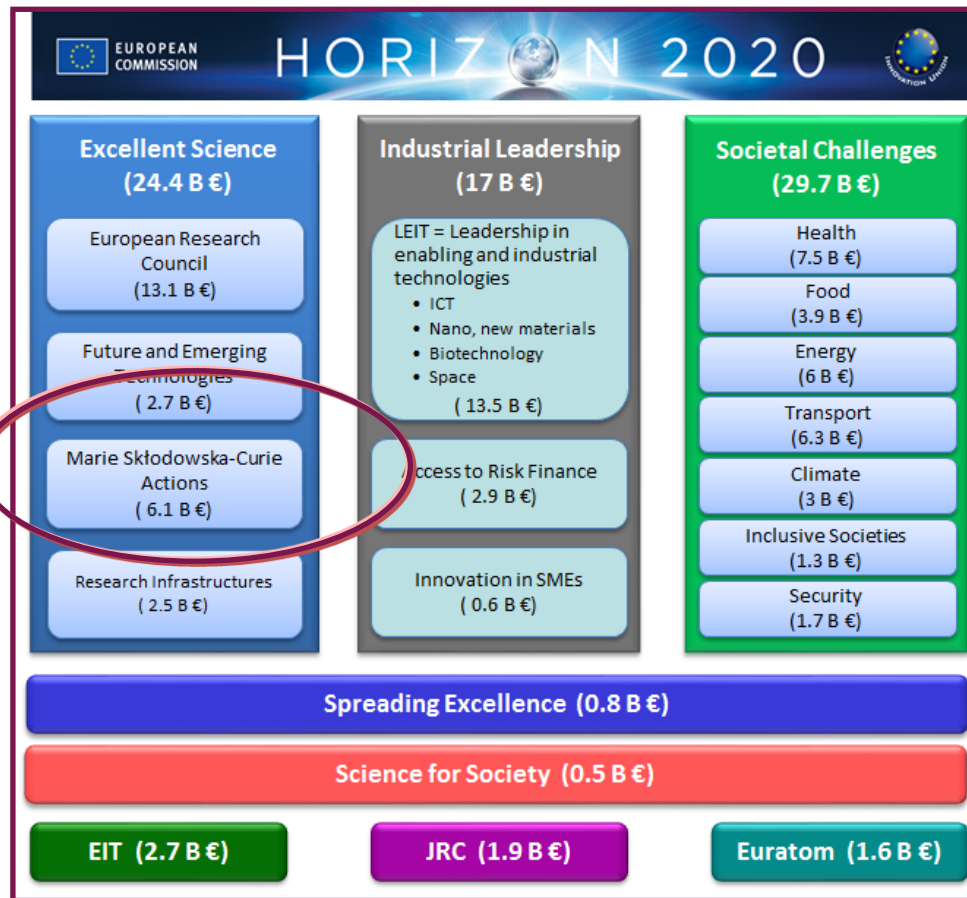 EUROPEAN
COMMISSION
HORIZON 2020
INNOVATION UNION
Excellent Science
(24.4 B €)
European Research
Council
(13.1 B €)
Future and Emerging
Technologies
( 2.7 B €)
Marie Skłodowska-Curie
Actions
( 6.1 B €)
Research Infrastructures
( 2.5 B €)
Industrial Leadership
(17 B €)
LEIT = Leadership in
enabling and industrial
technologies
• ICT
• Nano, new materials
• Biotechnology
• Space
( 13.5 B €)
Access to Risk Finance
( 2.9 B €)
Innovation in SMEs
( 0.6 B €)
Societal Challenges
(29.7 B €)
Health
(7.5 B €)
Food
(3.9 B €)
Energy
(6 B €)
Transport
(6.3 B €)
Climate
(3 B €)
Inclusive Societies
(1.3 B €)
Security
(1.7 B €)
Spreading Excellence (0.8 B €)
Science for Society (0.5 B €)
EIT (2.7 B €)
JRC (1.9 B €)
Euratom (1.6 B €)